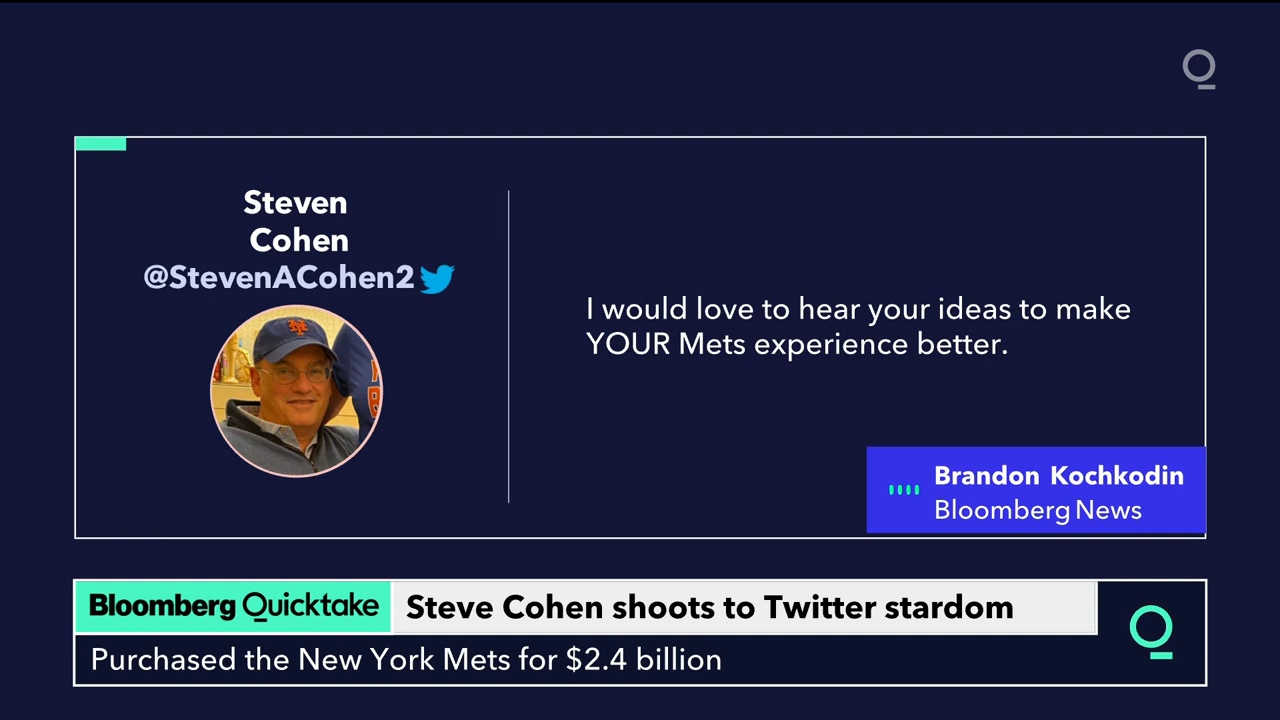 Steven
Cohen
@StevenACohen2
I would love to hear your ideas to make
YOUR Mets experience better.
Brandon Kochkodin
Bloomberg News
Bloomberg Quicktake
Steve Cohen shoots to Twitter stardom
Purchased the New York Mets for $2.4 billion